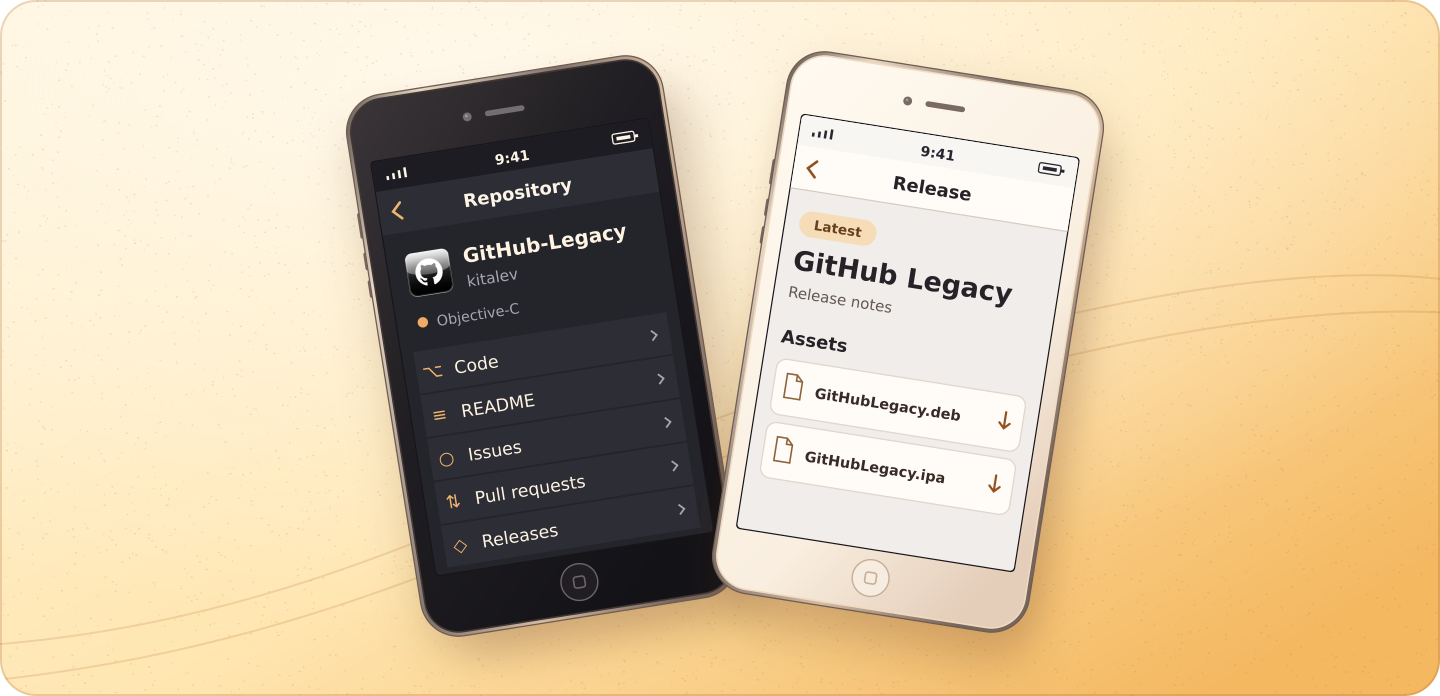 9:41
Repository
GitHub-Legacy
kitalev
Objective-C
Code
README
Issues
Pull requests
Releases
9:41
Release
Latest
GitHub Legacy
Release notes
Assets
GitHubLegacy.deb
GitHubLegacy.ipa